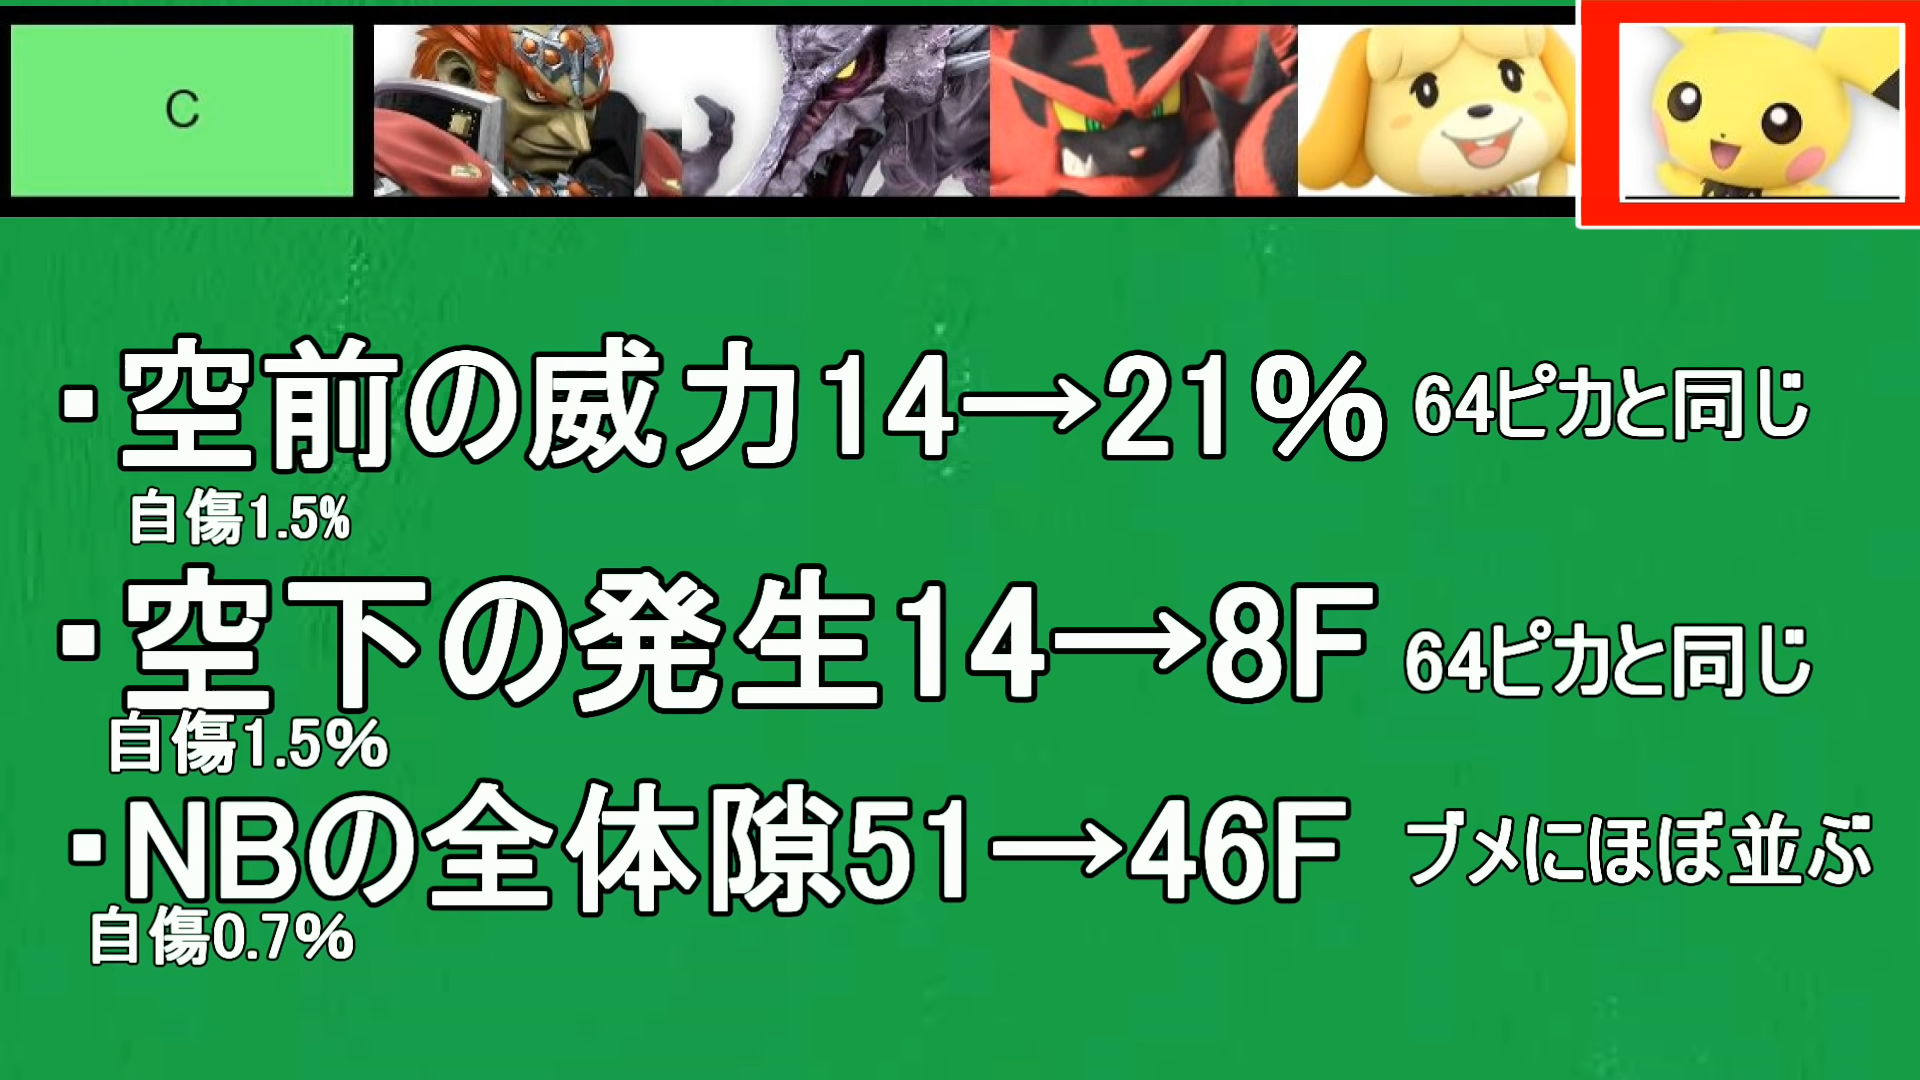 C
・空前の威力14→21% 64ピカと同じ
自傷1.5%
・空下の発生14→8F 64ピカと同じ
自傷1.5%
・NBの全体隙51→46F ブメにほぼ並ぶ
自傷0.7%